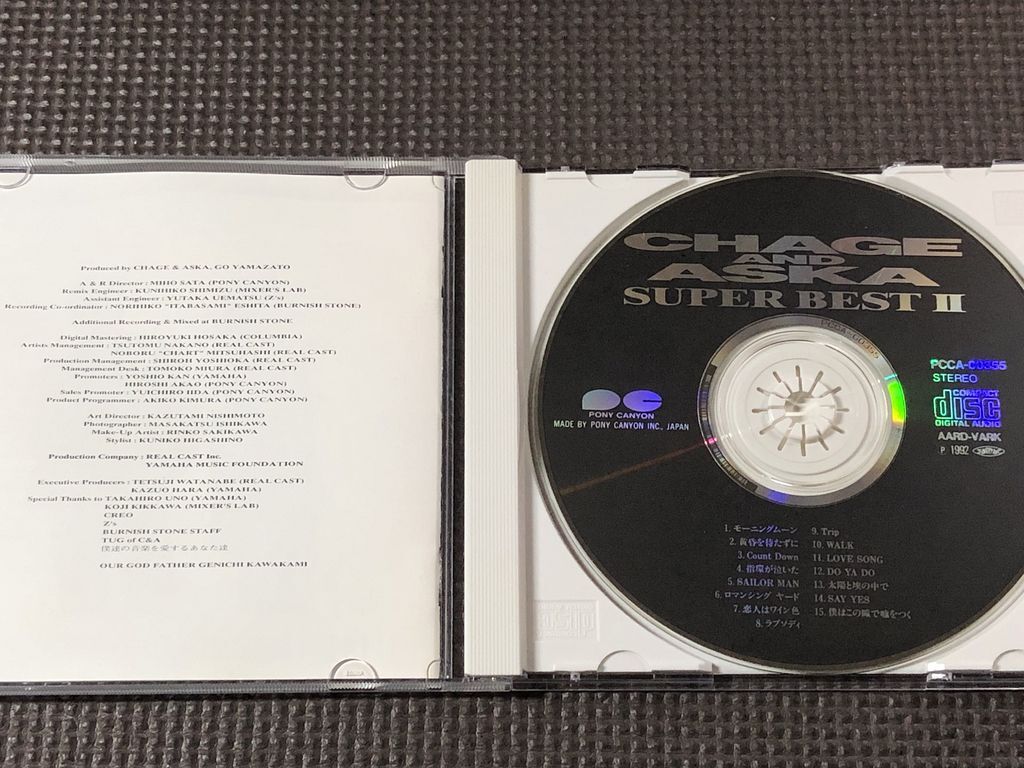 Produced by CHAGE & ASKA, GO YAMAZATO
A & R Director : MIHO SATA (PONY CANYON)
Remix Engineer : KUNIHIKO SHIMIZU (MIXER'S LAB)
Assistant Engineer : YUTAKA UEMATSU (Z's)
Recording Co-ordinator : NORIHIKO "ITABASAMI" ESHITA (BURNISH STONE)
Additional Recording & Mixed at BURNISH STONE
Digital Mastering : HIROYUKI HOSAKA (COLUMBIA)
Artists Management : TSUTOMU NAKANO (REAL CAST)
NOBORU "CHART" MITSUHASHI (REAL CAST)
Production Management : SHIROH YOSHIOKA (REAL CAST)
Management Desk : TOMOKO MIURA (REAL CAST)
Promoters : YOSHIO KAN (YAMAHA)
HIROSHI AKAO (PONY CANYON)
Sales Promoter : YUICHIRO IIDA (PONY CANYON)
Product Programmer : AKIKO KIMURA (PONY CANYON)
Art Director : KAZUTAMI NISHIMOTO
Photographer : MASAKATSU ISHIKAWA
Make-Up Artist : RINKO SAKIKAWA
Stylist : KUNIKO HIGASHINO
Production Company : REAL CAST Inc.
YAMAHA MUSIC FOUNDATION
Executive Producers : TETSUJI WATANABE (REAL CAST)
KAZUO HARA (YAMAHA)
Special Thanks to TAKAHIRO UNO (YAMAHA)
KOJI KIKKAWA (MIXER'S LAB)
CREO
Z's
BURNISH STONE STAFF
TUG of C&A
僕達の音楽を愛するあなた達
OUR GOD FATHER GENICHI KAWAKAMI
CHAGE
AND
ASKA
SUPER BEST II
PCCA-00355
PCCA-00355
STEREO
COMPACT
disc
DIGITAL AUDIO
AARD-VARK
P 1992
PONY CANYON
MADE BY PONY CANYON INC., JAPAN
1. モーニングムーン
2. 黄昏を待たずに
3. Count Down
4. 指環が泣いた
5. SAILOR MAN
6. ロマンシング ヤード
7. 恋人はワイン色
8. ラプソディ
9. Trip
10. WALK
11. LOVE SONG
12. DO YA DO
13. 太陽と埃の中で
14. SAY YES
15. 僕はこの瞳で嘘をつく